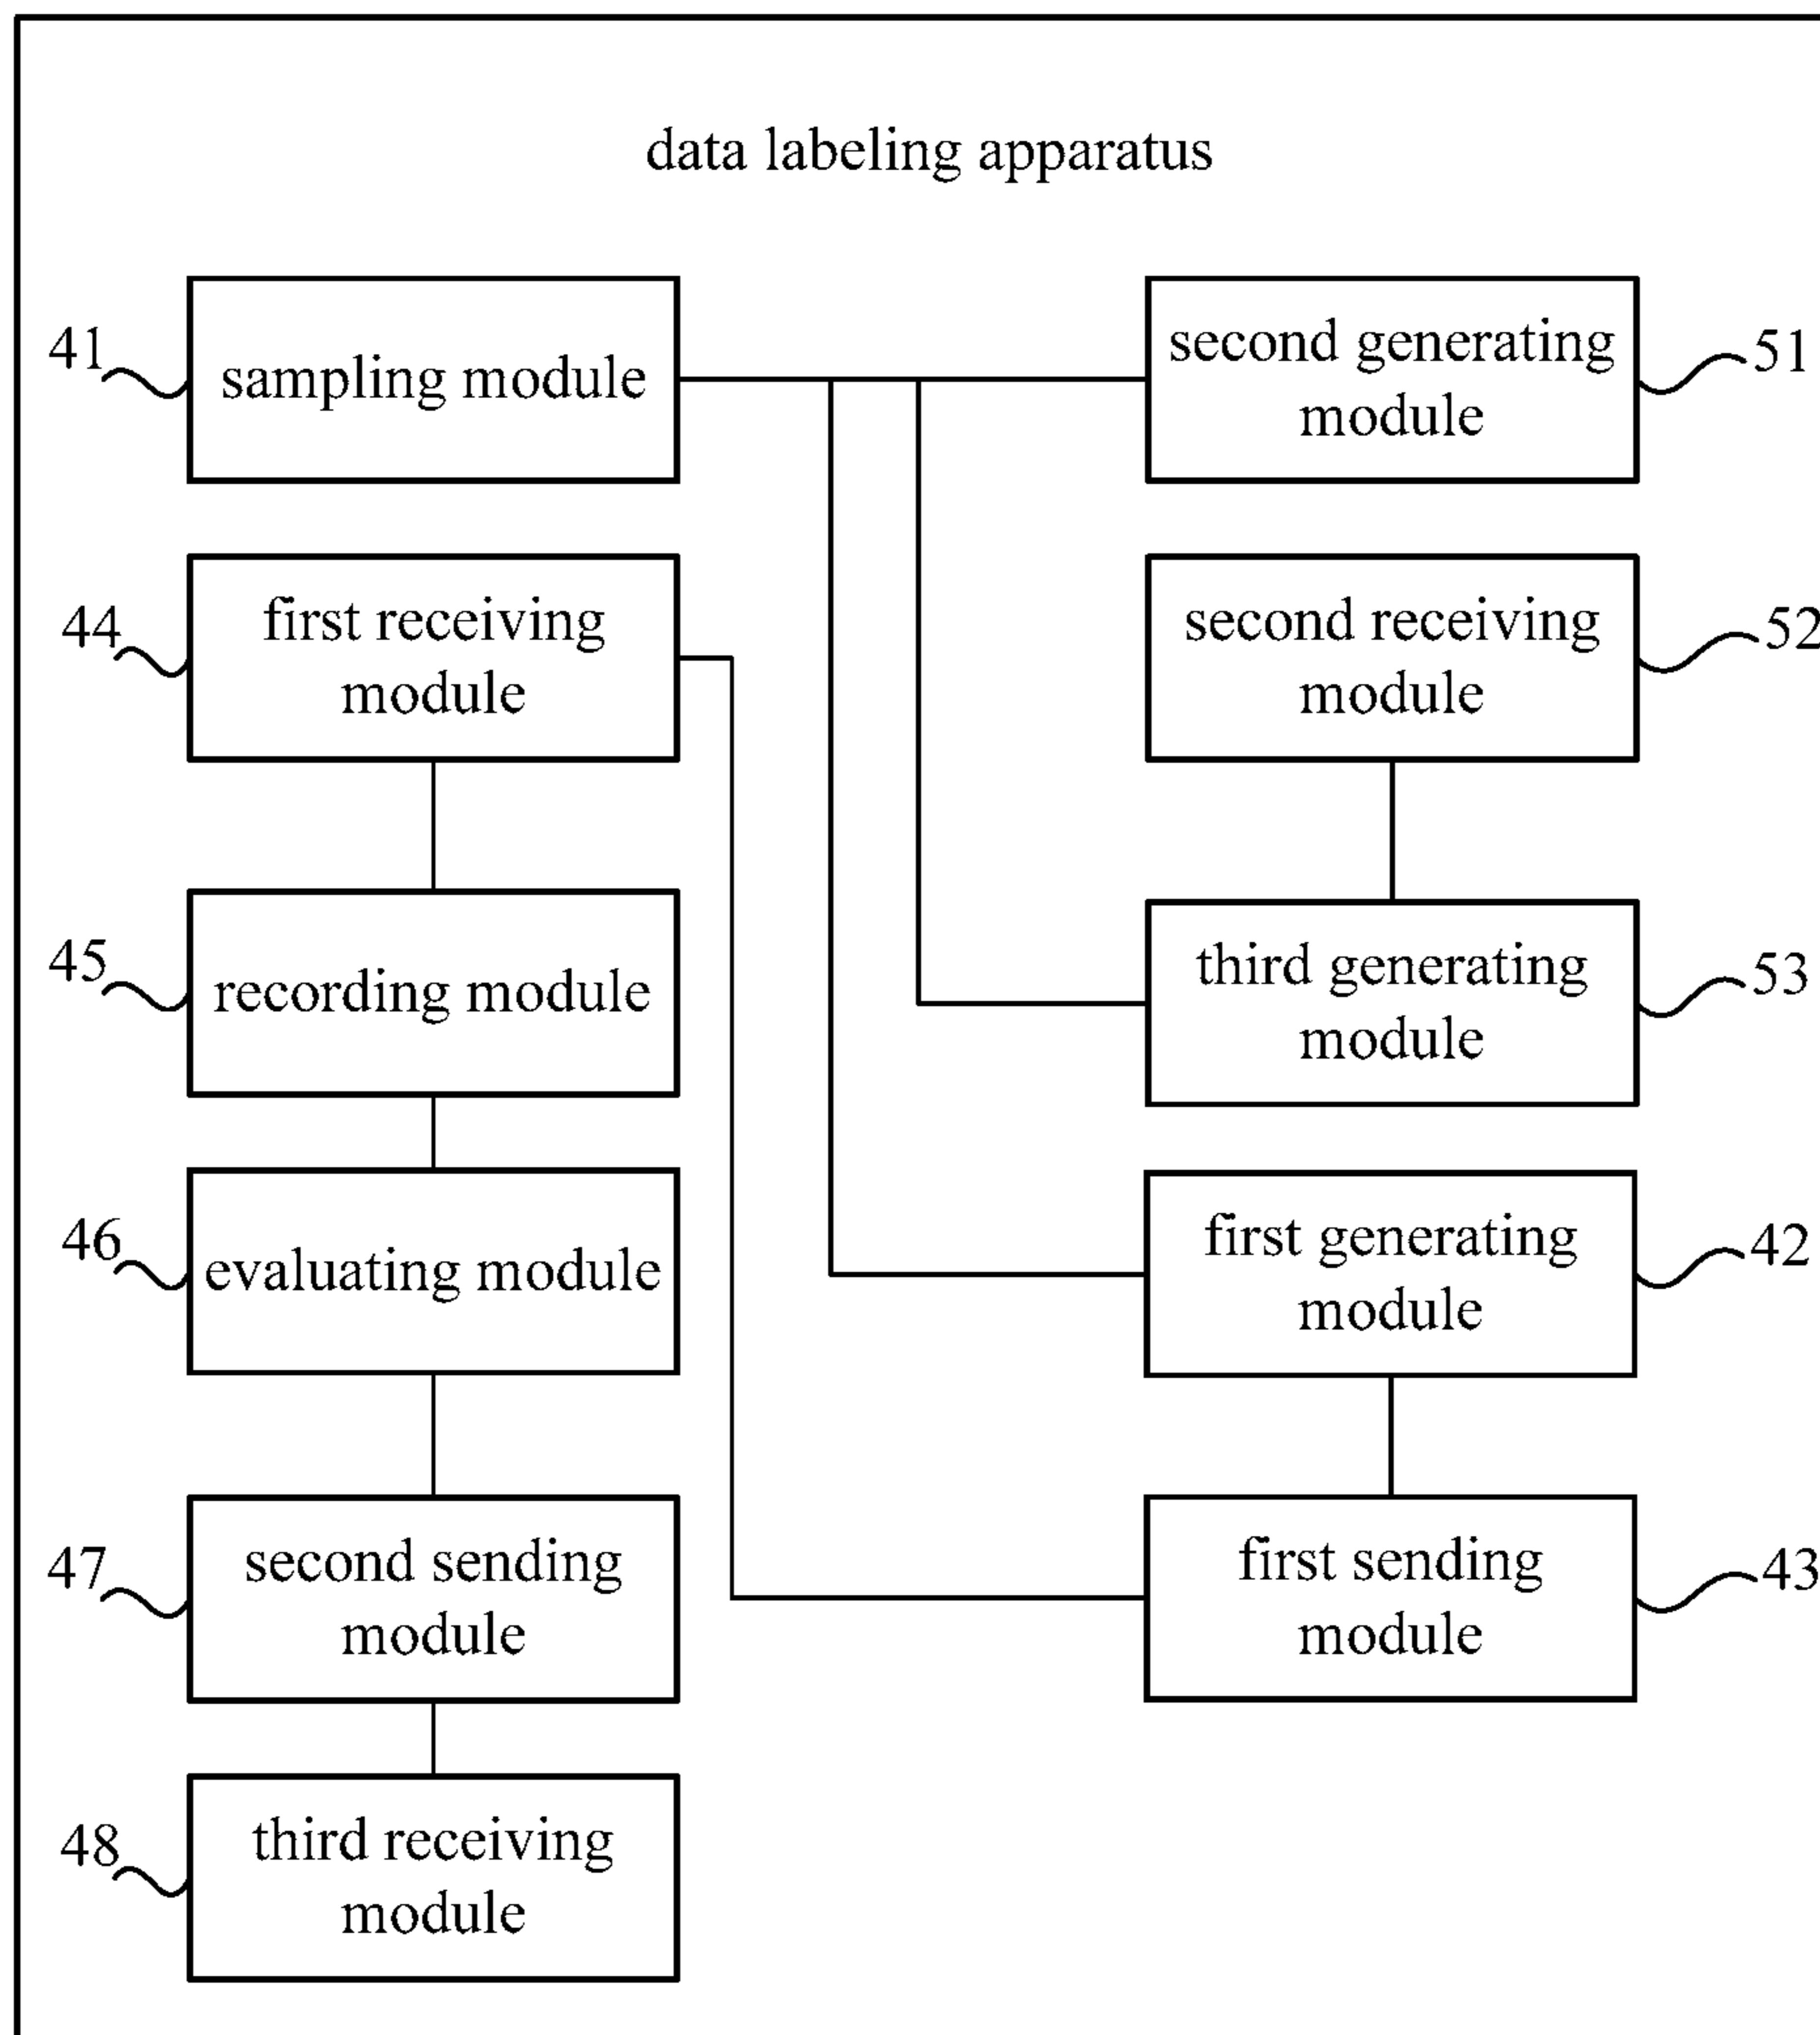 data labeling apparatus
41
sampling module
second generating
module
51
44
first receiving
module
second receiving
module
52
45
recording module
third generating
module
53
46
evaluating module
first generating
module
42
47
second sending
module
first sending
module
43
48
third receiving
module